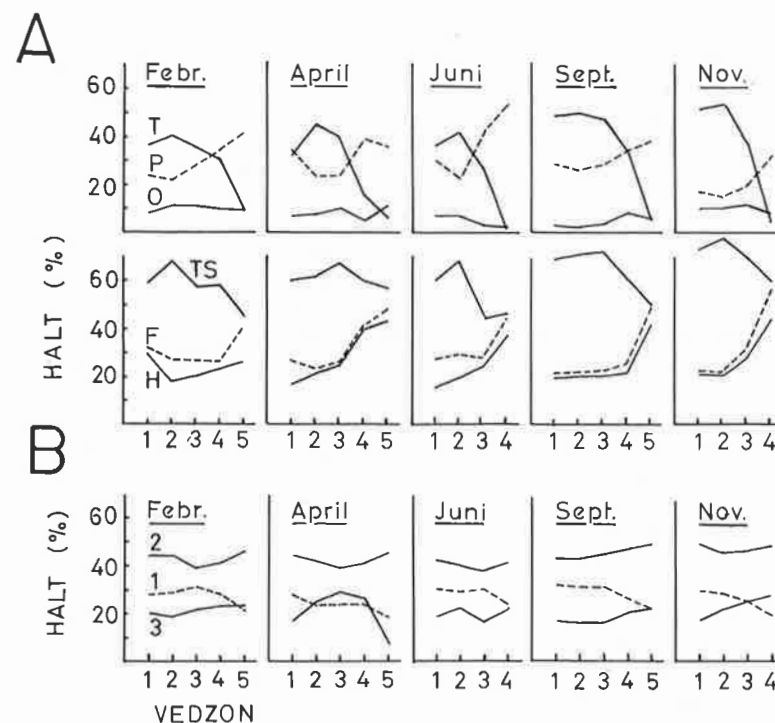 A
Febr. April Juni Sept. Nov.
60
40
20
T
P
O
HALT (%)
60
40
20
TS
F
H
1 2 3 4 5 1 2 3 4 5 1 2 3 4 1 2 3 4 5 1 2 3 4
B
Febr. April Juni Sept. Nov.
HALT (%)
60
40
20
2
1
3
1 2 3 4 5 1 2 3 4 5 1 2 3 4 1 2 3 4 5 1 2 3 4
VEDZON